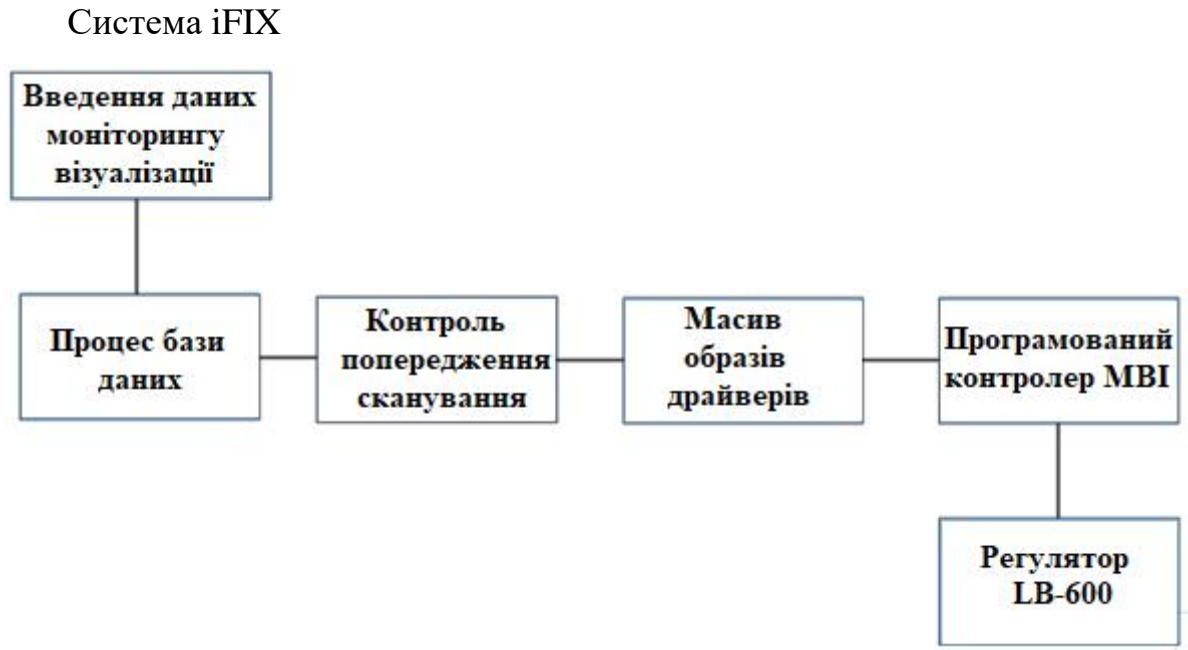 Система iFIX
Введення даних
моніторингу
візуалізації
Процес бази
даних
Контроль
попередження
сканування
Масив
образів
драйверів
Програмований
контролер MBI
Регулятор
LB-600